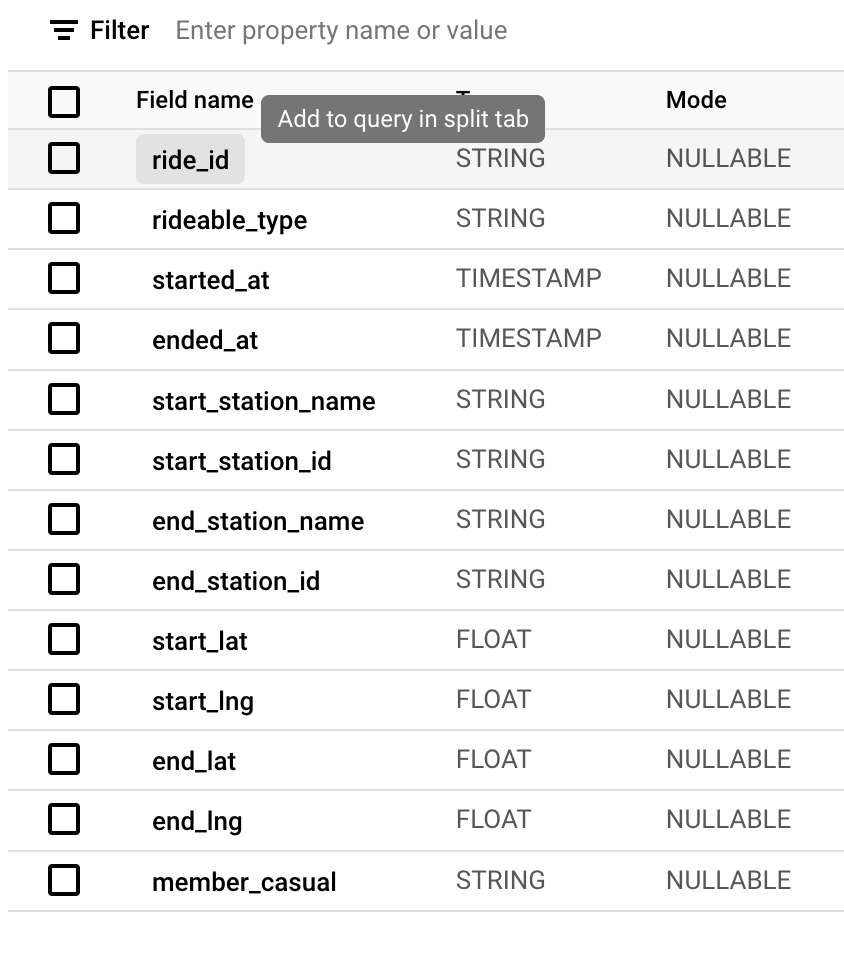 Filter Enter property name or value
Field name Mode
Add to query in split tab
ride_id STRING NULLABLE
rideable_type STRING NULLABLE
started_at TIMESTAMP NULLABLE
ended_at TIMESTAMP NULLABLE
start_station_name STRING NULLABLE
start_station_id STRING NULLABLE
end_station_name STRING NULLABLE
end_station_id STRING NULLABLE
start_lat FLOAT NULLABLE
start_lng FLOAT NULLABLE
end_lat FLOAT NULLABLE
end_lng FLOAT NULLABLE
member_casual STRING NULLABLE